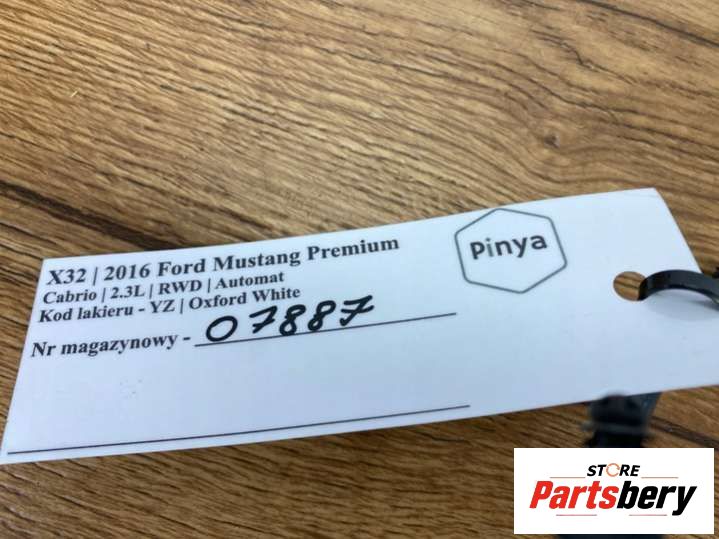 X32 | 2016 Ford Mustang Premium
Cabrio | 2.3L | RWD | Automat
Kod lakieru - YZ | Oxford White
Nr magazynowy - 07887
Pinya
STORE
Partsbery